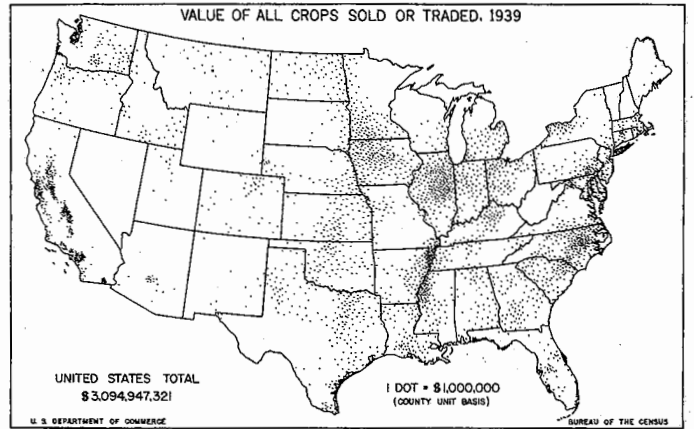 VALUE OF ALL CROPS SOLD OR TRADED, 1939
UNITED STATES TOTAL
$3,094,947,321
1 DOT = $1,000,000
(COUNTY UNIT BASIS)
U. S. DEPARTMENT OF COMMERCE
BUREAU OF THE CENSUS